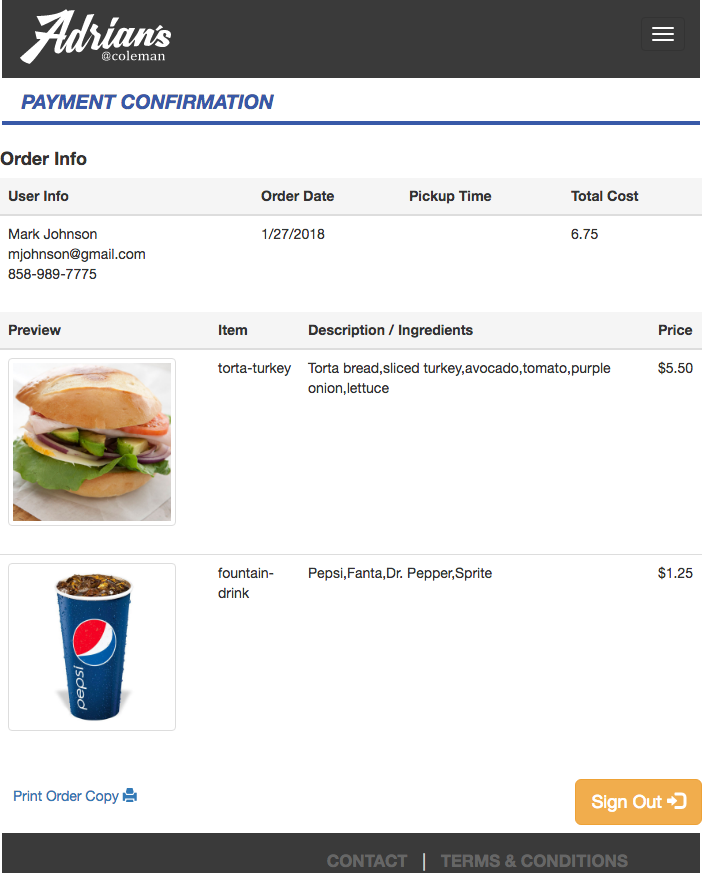 Adrian's
@coleman
PAYMENT CONFIRMATION
Order Info
User Info Order Date Pickup Time Total Cost
Mark Johnson 1/27/2018 6.75
mjohnson@gmail.com
858-989-7775
Preview Item Description / Ingredients Price
torta-turkey Torta bread,sliced turkey,avocado,tomato,purple $5.50
onion,lettuce
fountain- Pepsi,Fanta,Dr. Pepper,Sprite $1.25
drink
pepsi
Print Order Copy
Sign Out
CONTACT | TERMS & CONDITIONS